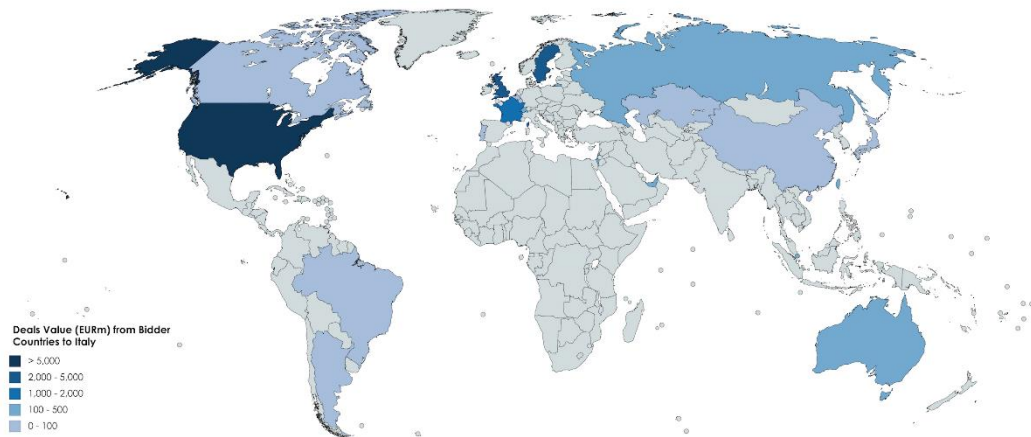 Deals Value (EURm) from Bidder
Countries to Italy
> 5,000
2,000 - 5,000
1,000 - 2,000
100 - 500
0 - 100